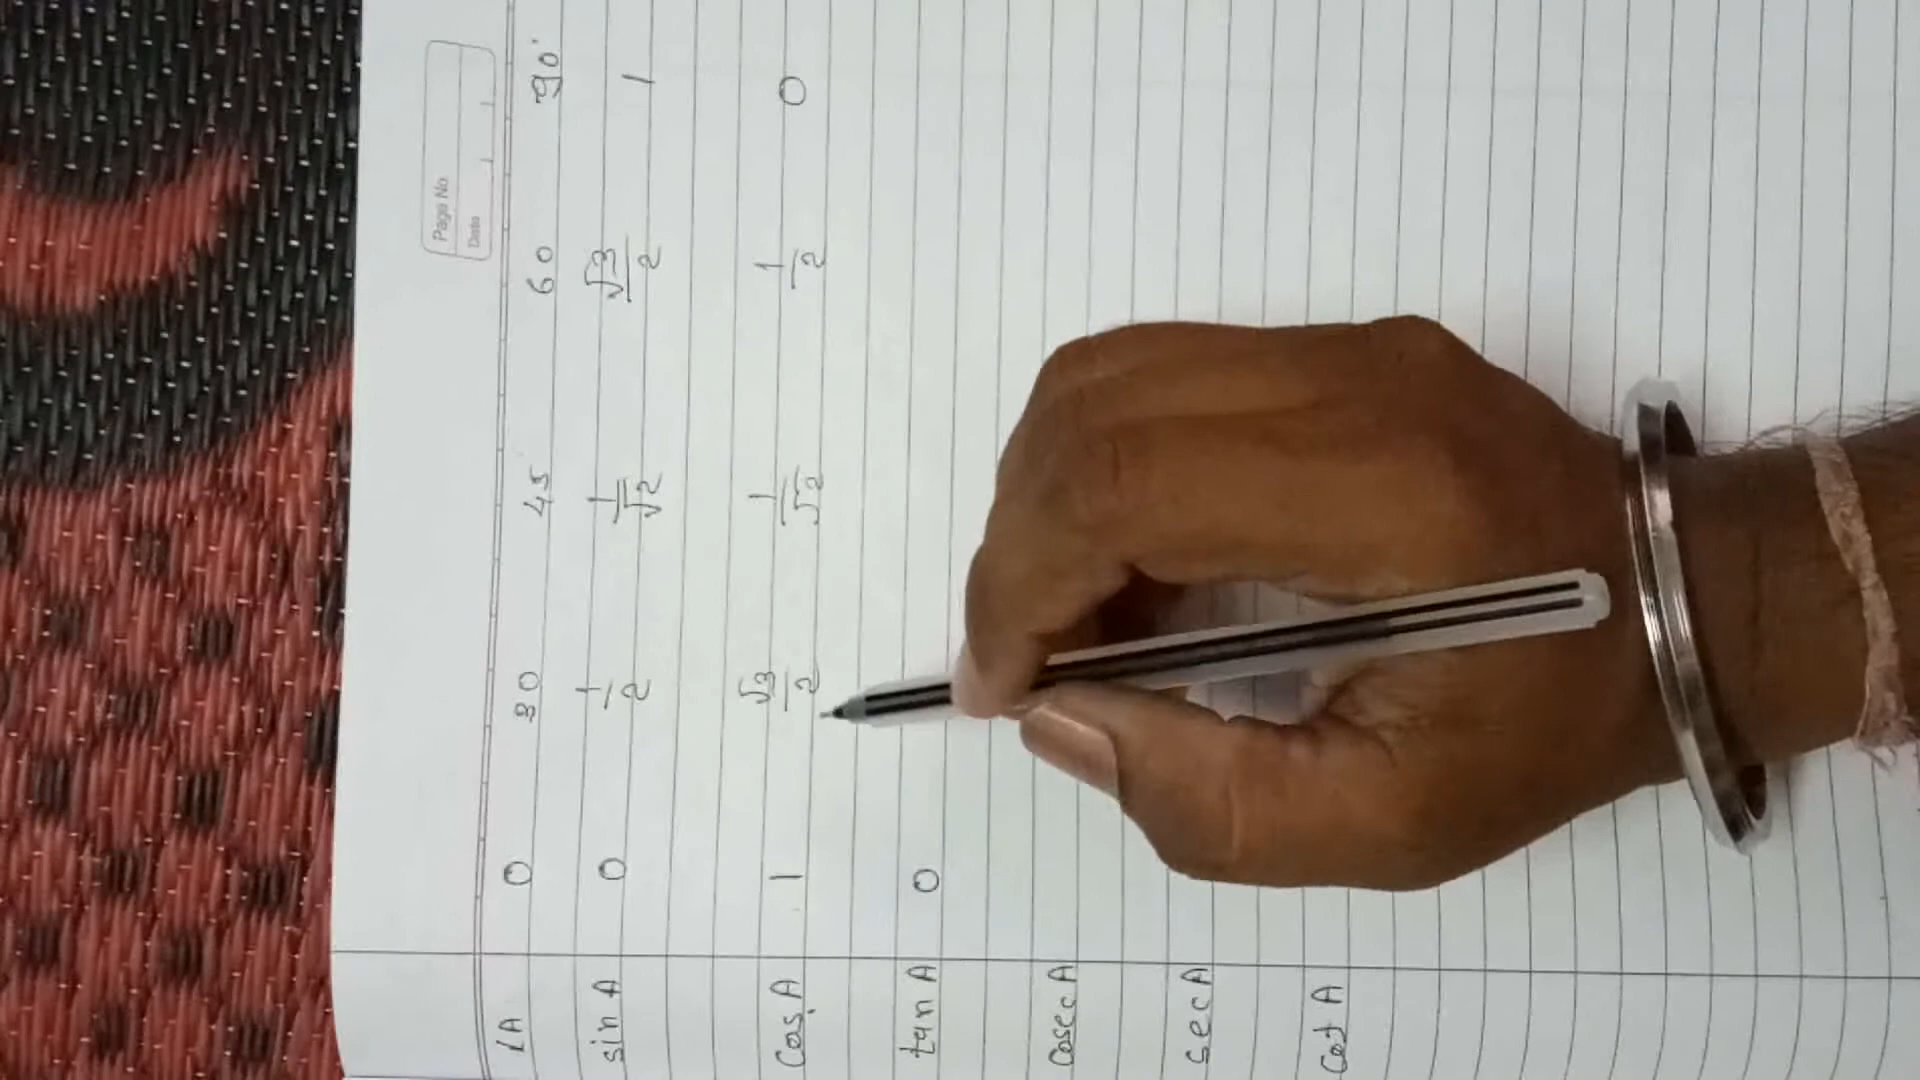 Page No
Date
∠A 0 30 45 60 90°
sin A 0 1/2 1/√2 √3/2 1
Cos A 1 √3/2 1/√2 1/2 0
tan A 0
Cosec A
Sec A
Cot A